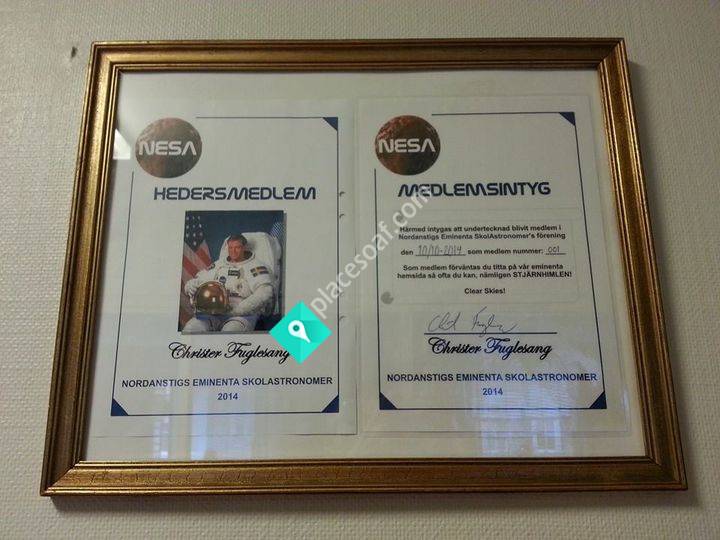 NESA
HEDERSMEDLEM
Christer Fuglesang
NORDANSTIGS EMINENTA SKOLASTRONOMER
2014
NESA
MEDLEMSINTYG
Härmed intygas att undertecknad blivit medlem i
Nordanstigs Eminenta SkolAstronomer's förening
den 10/10-2014 som medlem nummer: 001
Som medlem förväntas du titta på vår eminenta
hemsida så ofta du kan, nämligen STJÄRNHIMLEN!
Clear Skies!
Christer Fuglesang
NORDANSTIGS EMINENTA SKOLASTRONOMER
2014
placesoaf.com